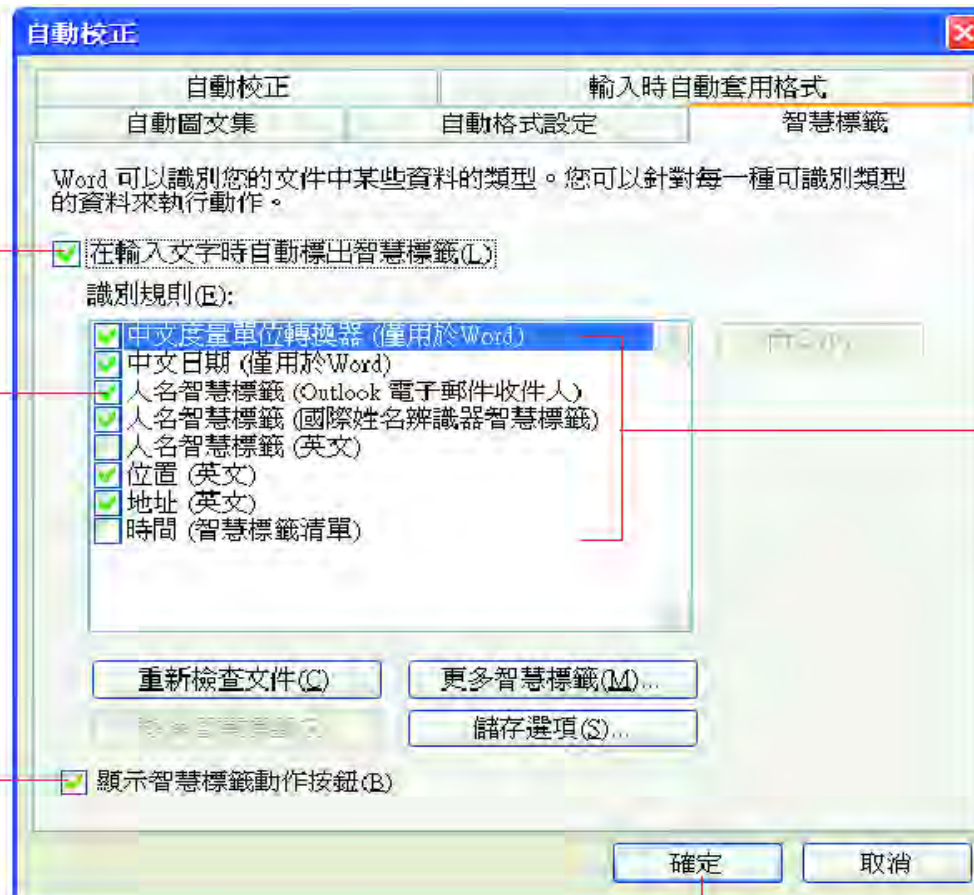 自動校正
自動校正 輸入時自動套用格式
自動圖文集 自動格式設定 智慧標籤
Word 可以識別您的文件中某些資料的類型。您可以針對每一種可識別類型
的資料來執行動作。
在輸入文字時自動標出智慧標籤(L)
識別規則(E):
中文度量單位轉換器 (僅用於Word)
中文日期 (僅用於Word)
人名智慧標籤 (Outlook 電子郵件收件人)
人名智慧標籤 (國際姓名辨識器智慧標籤)
人名智慧標籤 (英文)
位置 (英文)
地址 (英文)
時間 (智慧標籤清單)
重新檢查文件(C) 更多智慧標籤(M)...
儲存選項(S)...
顯示智慧標籤動作按鈕(B)
確定 取消